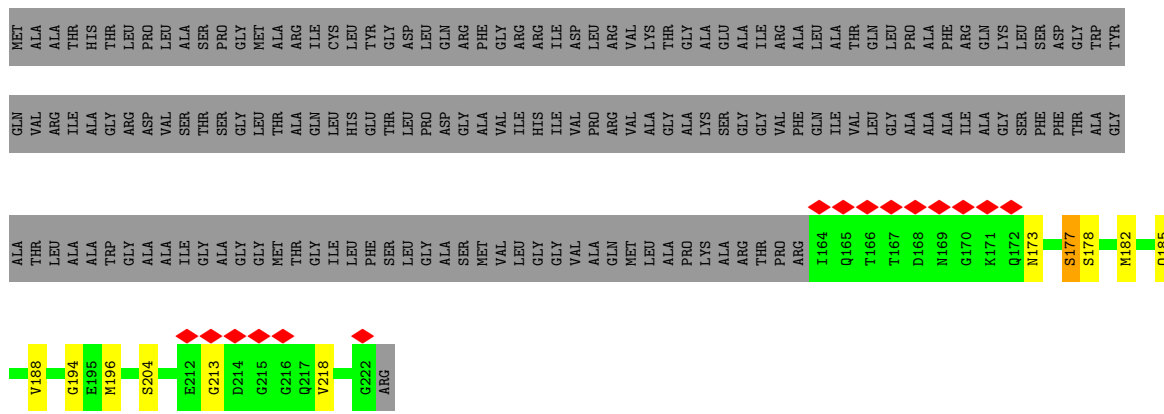 MET ALA ALA THR HIS THR LEU PRO LEU ALA SER PRO GLY MET ALA ARG ILE CYS LEU TYR GLY ASP LEU GLN ARG PHE GLY ARG ARG ILE ASP LEU ARG VAL LYS THR GLY ALA GLU ALA ILE ARG ALA LEU ALA THR GLN LEU PRO ALA PHE ARG GLN LYS LEU SER ASP GLY TRP TYR
GLN VAL ARG ILE ALA GLY ARG ASP VAL SER THR SER GLY LEU THR ALA GLN LEU HIS GLU THR LEU PRO ASP GLY ALA VAL ILE HIS ILE VAL PRO ARG VAL ALA GLY ALA LYS SER GLY GLY VAL PHE GLN ILE VAL LEU GLY ALA ALA ALA ILE ALA GLY SER PHE PHE THR ALA GLY
ALA THR LEU ALA ALA TRP GLY ALA ALA ILE GLY ALA GLY GLY MET THR GLY ILE LEU PHE SER LEU GLY ALA SER MET VAL LEU GLY GLY VAL ALA GLN MET LEU ALA PRO LYS ALA ARG THR PRO ARG I164 Q165 T166 T167 D168 N169 G170 K171 Q172 N173 S177 S178 M182 Q185
V188 G194 E195 M196 S204 E212 G213 D214 G215 G216 Q217 V218 G222 ARG